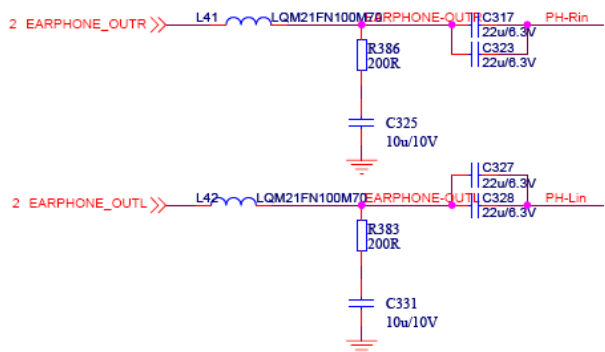 L41 LQM21FN100M70 EARPHONE-OUTR C317 PH-Rin
2 EARPHONE_OUTR 22u/6.3V
C323
R386 22u/6.3V
200R
C325
10u/10V
C327
22u/6.3V
L42 LQM21FN100M70 EARPHONE-OUTL C328 PH-Lin
2 EARPHONE_OUTL 22u/6.3V
R383
200R
C331
10u/10V